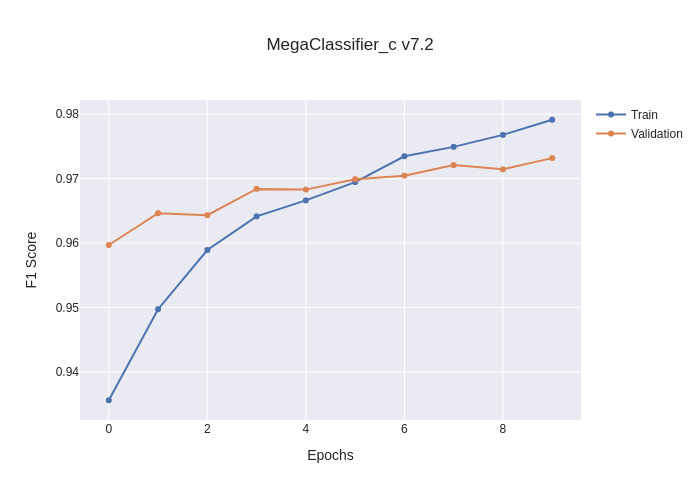 MegaClassifier_c v7.2
Train
Validation
F1 Score
0.98
0.97
0.96
0.95
0.94
0 2 4 6 8
Epochs